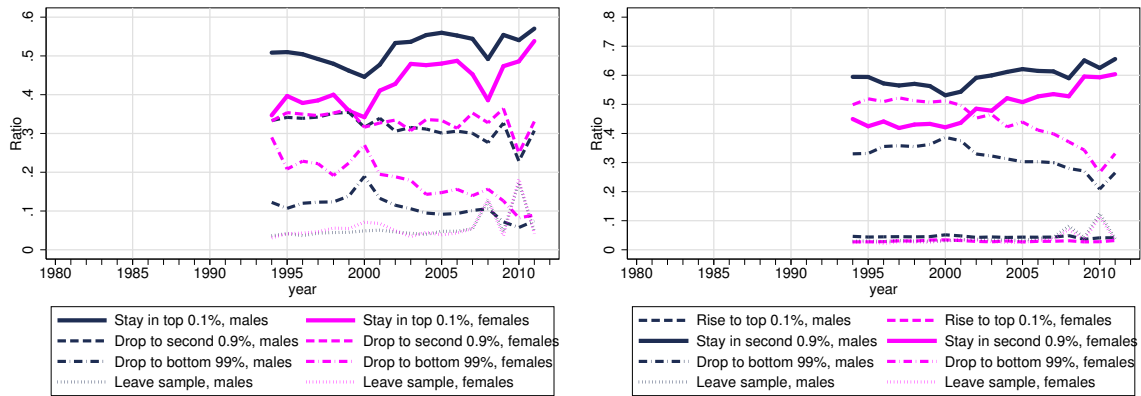 Ratio
0 .1 .2 .3 .4 .5 .6
1980 1985 1990 1995 2000 2005 2010
year
Stay in top 0.1%, males Stay in top 0.1%, females
Drop to second 0.9%, males Drop to second 0.9%, females
Drop to bottom 99%, males Drop to bottom 99%, females
Leave sample, males Leave sample, females
Ratio
0 .1 .2 .3 .4 .5 .6 .7 .8
1980 1985 1990 1995 2000 2005 2010
year
Rise to top 0.1%, males Rise to top 0.1%, females
Stay in second 0.9%, males Stay in second 0.9%, females
Drop to bottom 99%, males Drop to bottom 99%, females
Leave sample, males Leave sample, females